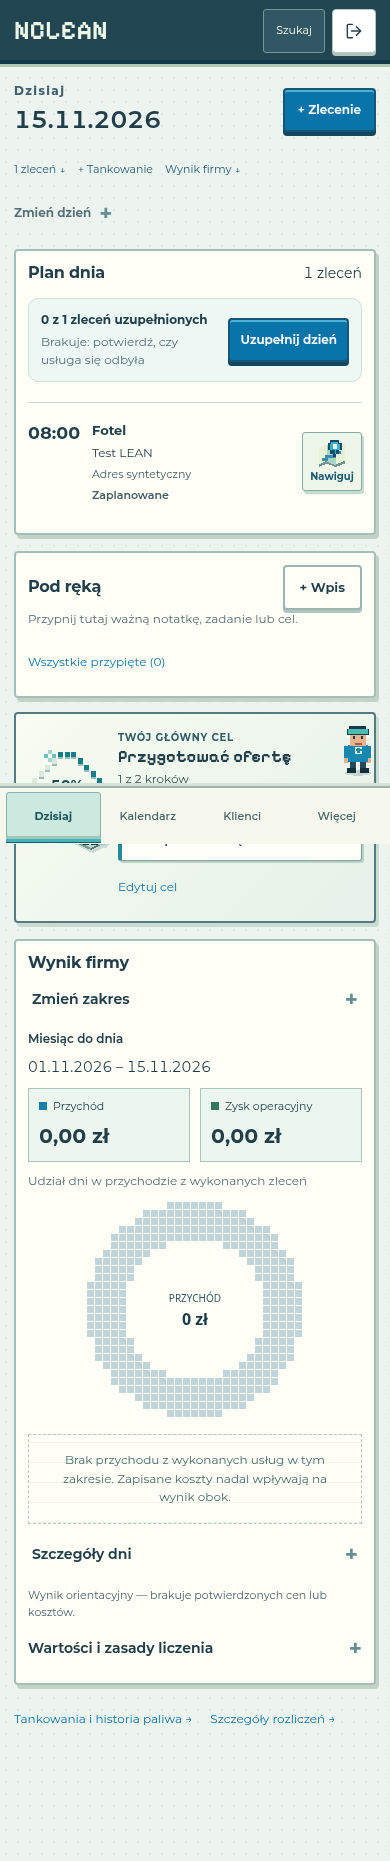 NOLEAN
Szukaj
Dzisiaj
15.11.2026
+ Zlecenie
1 zleceń ↓ + Tankowanie Wynik firmy ↓
Zmień dzień +
Plan dnia
1 zleceń
0 z 1 zleceń uzupełnionych
Brakuje: potwierdź, czy
usługa się odbyła
Uzupełnij dzień
08:00
Fotel
Test LEAN
Adres syntetyczny
Zaplanowane
Nawiguj
Pod ręką
+ Wpis
Przypnij tutaj ważną notatkę, zadanie lub cel.
Wszystkie przypięte (0)
TWÓJ GŁÓWNY CEL
Przygotować ofertę
1 z 2 kroków
Dzisiaj
Kalendarz
Klienci
Więcej
Edytuj cel
Wynik firmy
Zmień zakres +
Miesiąc do dnia
01.11.2026 – 15.11.2026
Przychód
0,00 zł
Zysk operacyjny
0,00 zł
Udział dni w przychodzie z wykonanych zleceń
PRZYCHÓD
0 zł
Brak przychodu z wykonanych usług w tym
zakresie. Zapisane koszty nadal wpływają na
wynik obok.
Szczegóły dni +
Wynik orientacyjny — brakuje potwierdzonych cen lub
kosztów.
Wartości i zasady liczenia +
Tankowania i historia paliwa → Szczegóły rozliczeń →